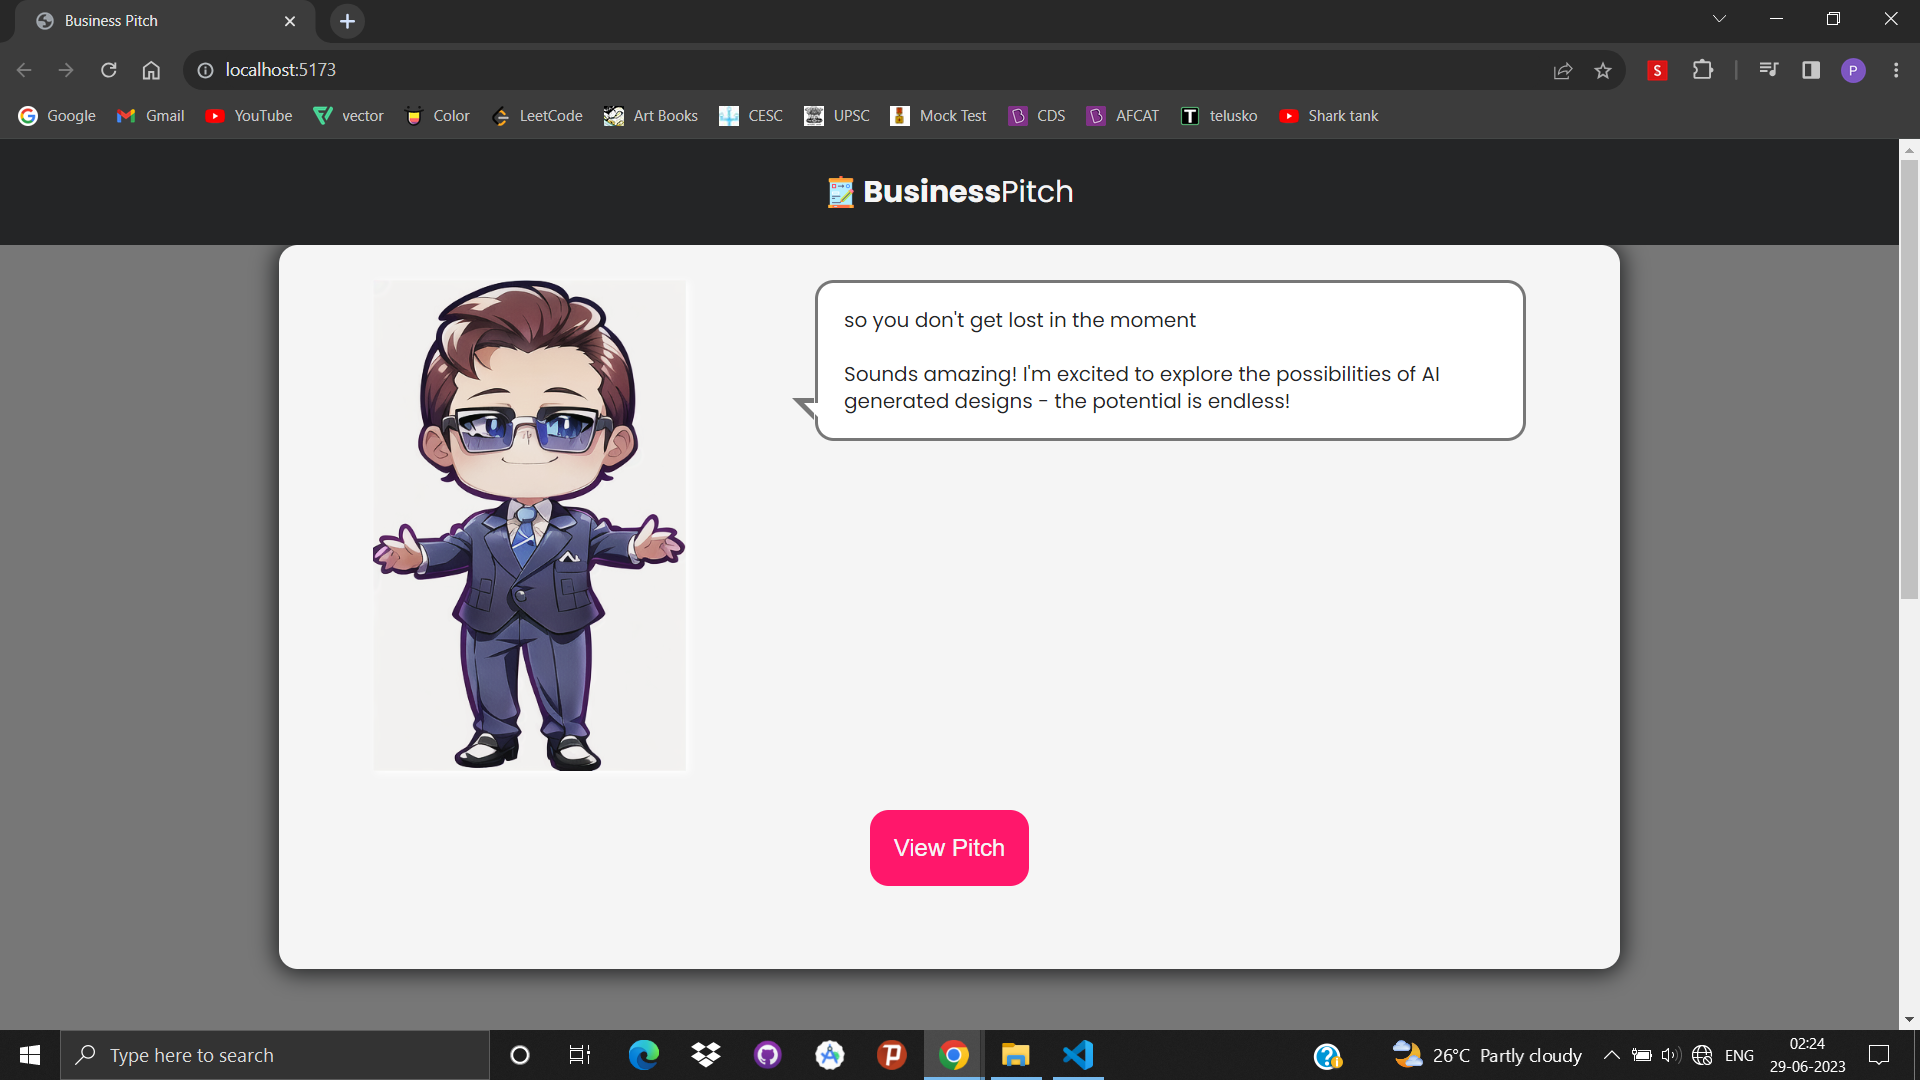 Business Pitch
localhost:5173
S
P
Google
Gmail
YouTube
vector
Color
LeetCode
Art Books
CESC
UPSC
Mock Test
CDS
AFCAT
T
telusko
Shark tank
BusinessPitch
so you don't get lost in the moment
Sounds amazing! I'm excited to explore the possibilities of AI
generated designs - the potential is endless!
View Pitch
Type here to search
26°C Partly cloudy
ENG
02:24
29-06-2023